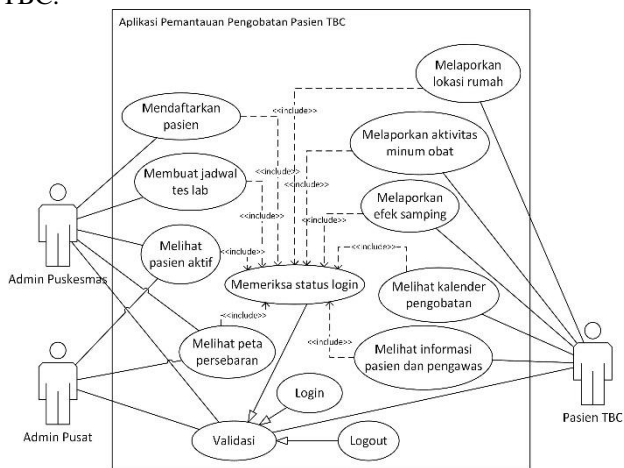 TBC.
Aplikasi Pemantauan Pengobatan Pasien TBC
Melaporkan
lokasi rumah
Mendaftarkan
pasien
<<include>>
<<include>>
Melaporkan aktivitas
minum obat
Membuat jadwal
tes lab
<<include>>
<<include>>
Melaporkan
efek samping
<<include>>
<<include>>
Admin Puskesmas
Melihat
pasien aktif
<<include>>
<<include>>
Memeriksa status login
Melihat kalender
pengobatan
<<include>>
Melihat peta
persebaran
<<include>>
Melihat informasi
pasien dan pengawas
Login
Admin Pusat
Pasien TBC
Validasi
Logout